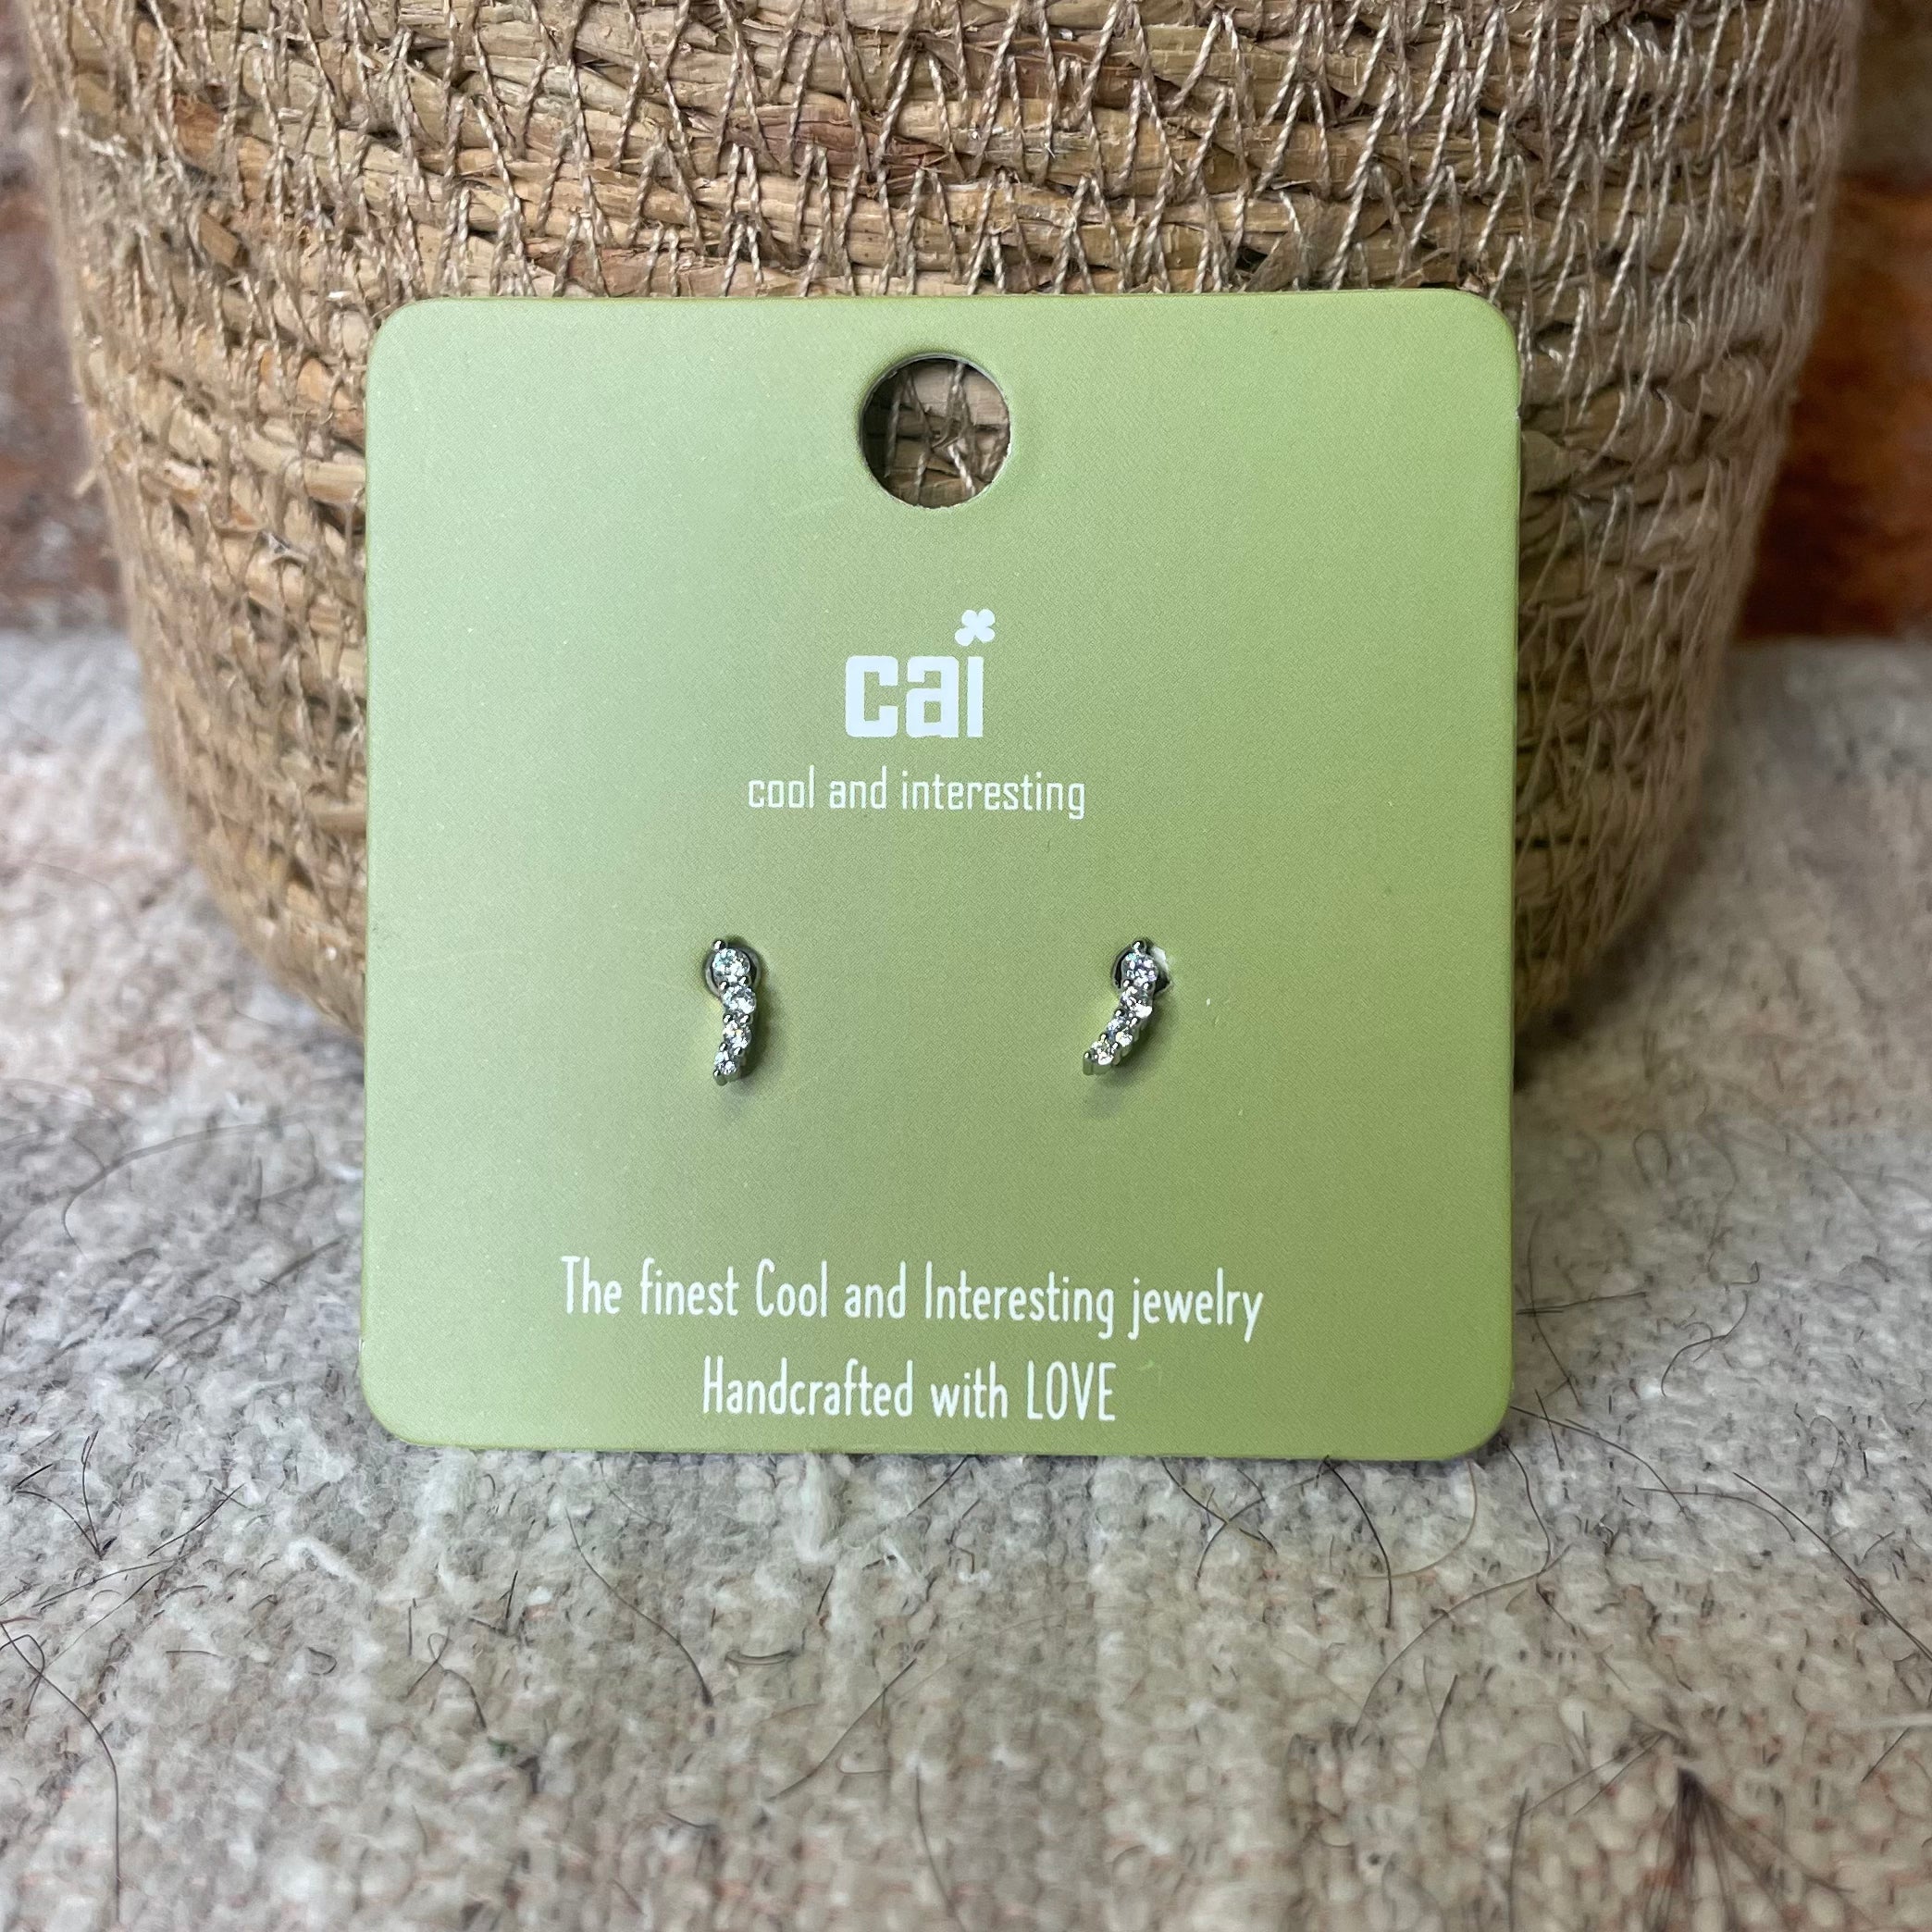 cai
cool and interesting
The finest Cool and Interesting jewelry
Handcrafted with LOVE